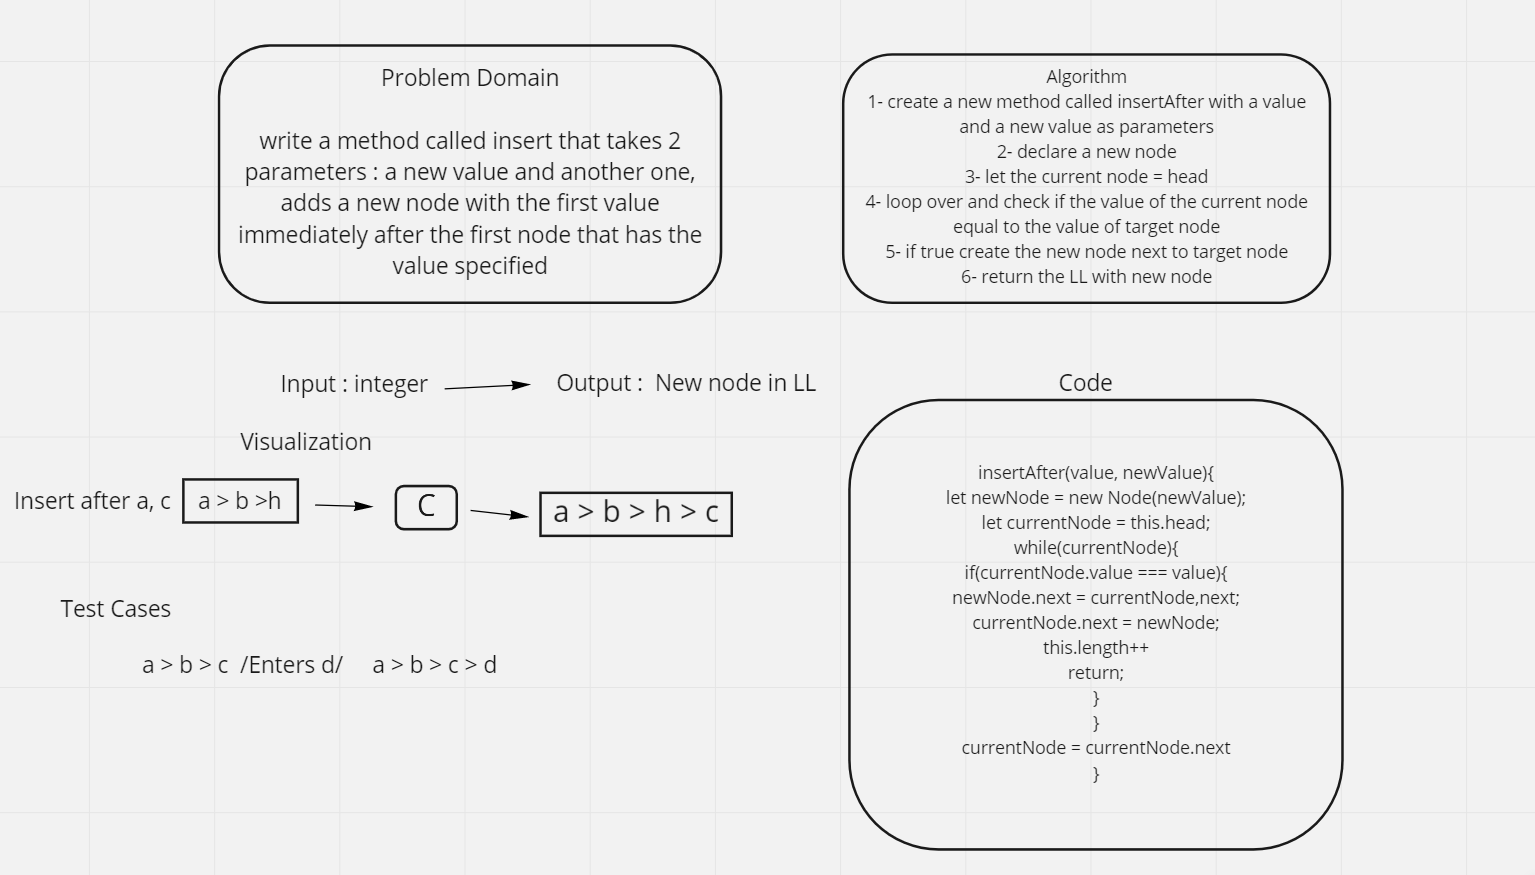 Problem Domain
write a method called insert that takes 2
parameters : a new value and another one,
adds a new node with the first value
immediately after the first node that has the
value specified
Algorithm
1- create a new method called insertAfter with a value
and a new value as parameters
2- declare a new node
3- let the current node = head
4- loop over and check if the value of the current node
equal to the value of target node
5- if true create the new node next to target node
6- return the LL with new node
Input : integer
Output :  New node in LL
Visualization
Insert after a, c
a > b >h
C
a > b > h > c
Test Cases
a > b > c  /Enters d/     a > b > c > d
Code
insertAfter(value, newValue){
let newNode = new Node(newValue);
let currentNode = this.head;
while(currentNode){
if(currentNode.value === value){
newNode.next = currentNode,next;
currentNode.next = newNode;
this.length++
return;
}
}
currentNode = currentNode.next
}